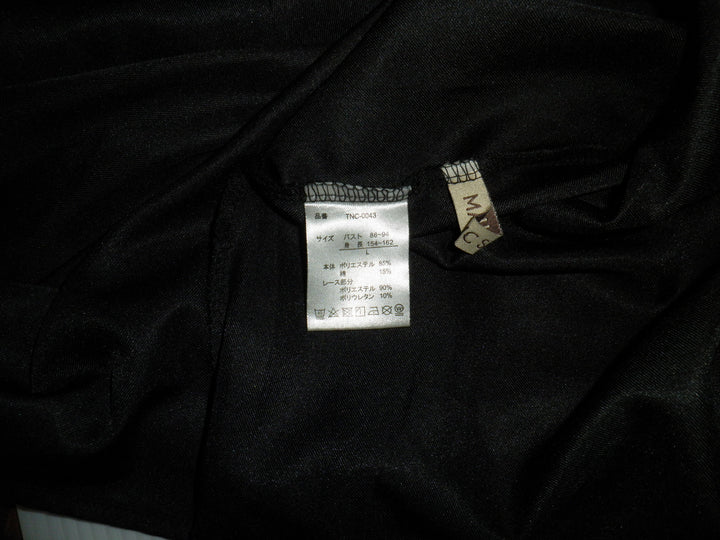 品番 TNC-0043
サイズ バスト 86~94
身長 154~162
L
本体 ポリエステル 85%
綿 15%
レース部分
ポリエステル 90%
ポリウレタン 10%